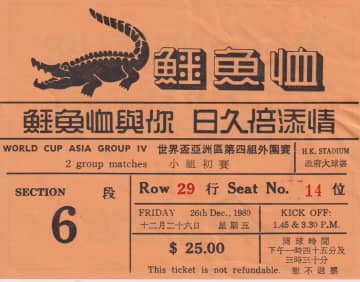 鱷魚恤
鱷魚恤與你 日久倍添情
WORLD CUP ASIA GROUP IV 世界盃亞洲區第四組外圍賽
2 group matches 小組初賽
H.K. STADIUM
政府大球場
SECTION 段
6
Row 29 行 Seat No. 14 位
FRIDAY 26th Dec., 1980
十二月二十六日 星期五
$ 25.00
KICK OFF:
1.45 & 3.30 P.M.
開球時間
下午一時四十五分及
三時三十分
This ticket is not refundable. 恕不退票